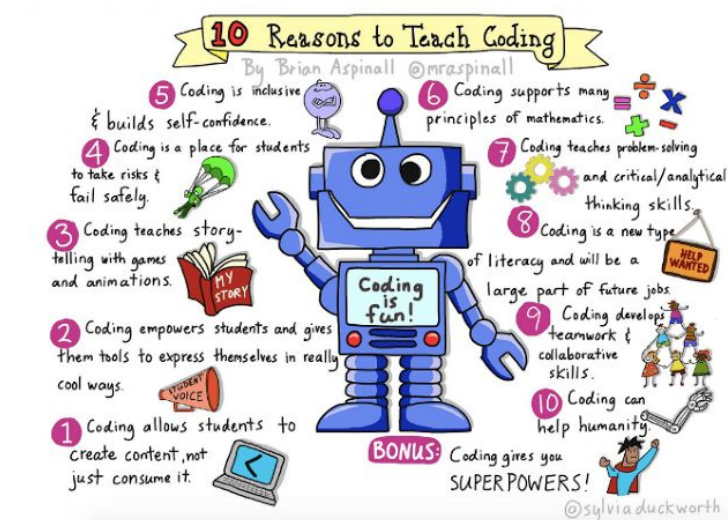 10 Reasons to Teach Coding
By Brian Aspinall @mraspinall
5 Coding is inclusive
& builds self-confidence.
4 Coding is a place for students
to take risks &
fail safely.
3 Coding teaches story-
telling with games
and animations.
MY
STORY
2 Coding empowers students and gives
them tools to express themselves in really
cool ways.
STUDENT
VOICE
1 Coding allows students to
create content, not
just consume it.
<
Coding
is
fun!
6 Coding supports many
principles of mathematics.
÷
=
x
+
-
7 Coding teaches problem-solving
and critical/analytical
thinking skills.
8 Coding is a new type
of literacy and will be a
large part of future jobs.
HELP
WANTED
9 Coding develops
teamwork &
collaborative
skills.
10 Coding can
help humanity.
BONUS: Coding gives you
SUPERPOWERS!
@sylviaduckworth